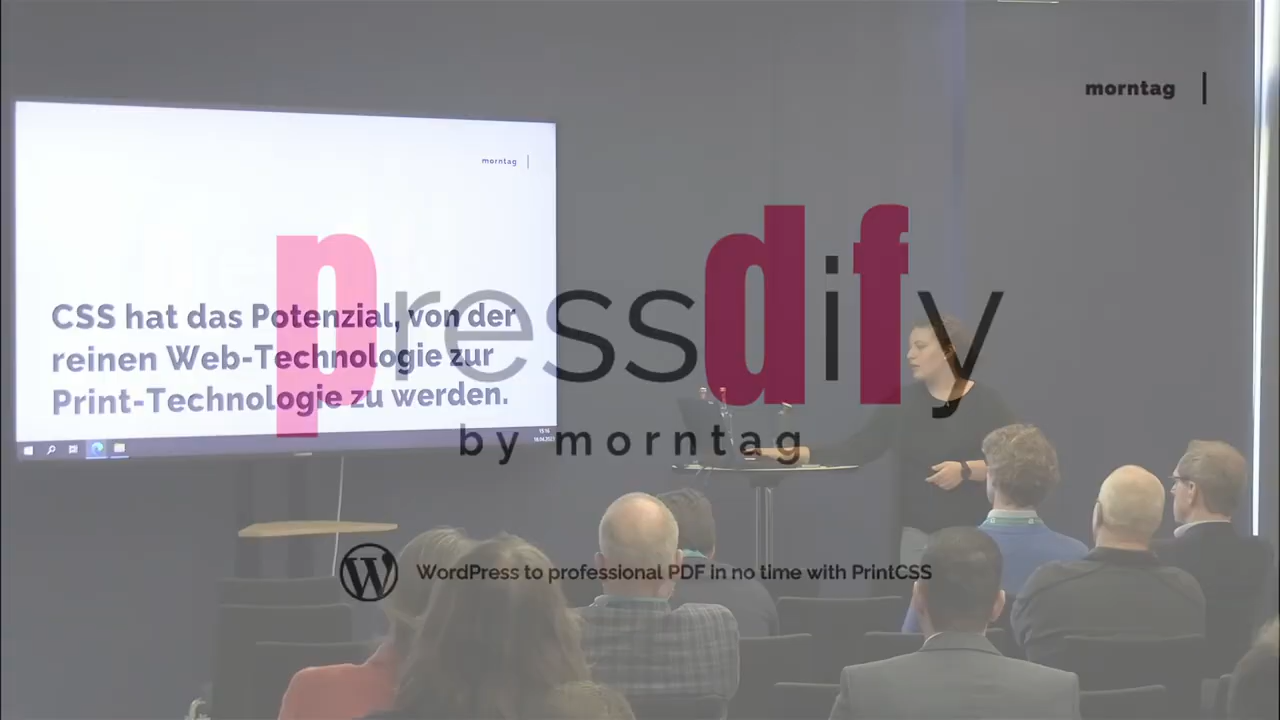 morntag
morntag
CSS hat das Potenzial, von der
reinen Web-Technologie zur
Print-Technologie zu werden.
pressdify
by morntag
WordPress to professional PDF in no time with PrintCSS